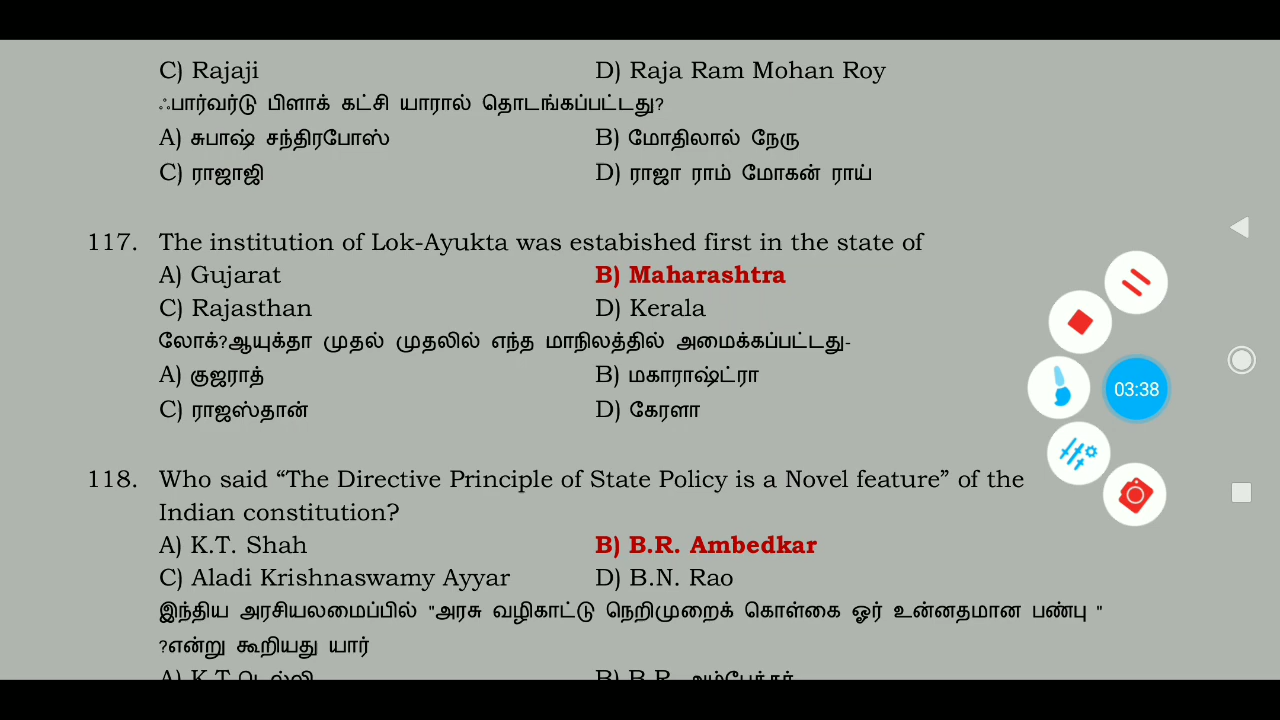 C) Rajaji D) Raja Ram Mohan Roy
ஃபார்வர்டு பிளாக் கட்சி யாரால் தொடங்கப்பட்டது?
A) சுபாஷ் சந்திரபோஸ் B) மோதிலால் நேரு
C) ராஜாஜி D) ராஜா ராம் மோகன் ராய்
117. The institution of Lok-Ayukta was estabished first in the state of
A) Gujarat B) Maharashtra
C) Rajasthan D) Kerala
லோக்?ஆயுக்தா முதல் முதலில் எந்த மாநிலத்தில் அமைக்கப்பட்டது-
A) குஜராத் B) மகாராஷ்ட்ரா
C) ராஜஸ்தான் D) கேரளா
03:38
118. Who said “The Directive Principle of State Policy is a Novel feature” of the
Indian constitution?
A) K.T. Shah B) B.R. Ambedkar
C) Aladi Krishnaswamy Ayyar D) B.N. Rao
இந்திய அரசியலமைப்பில் "அரசு வழிகாட்டு நெறிமுறைக் கொள்கை ஓர் உன்னதமான பண்பு "
?என்று கூறியது யார்
A) K.T B) B.R. அம்பேத்கர்